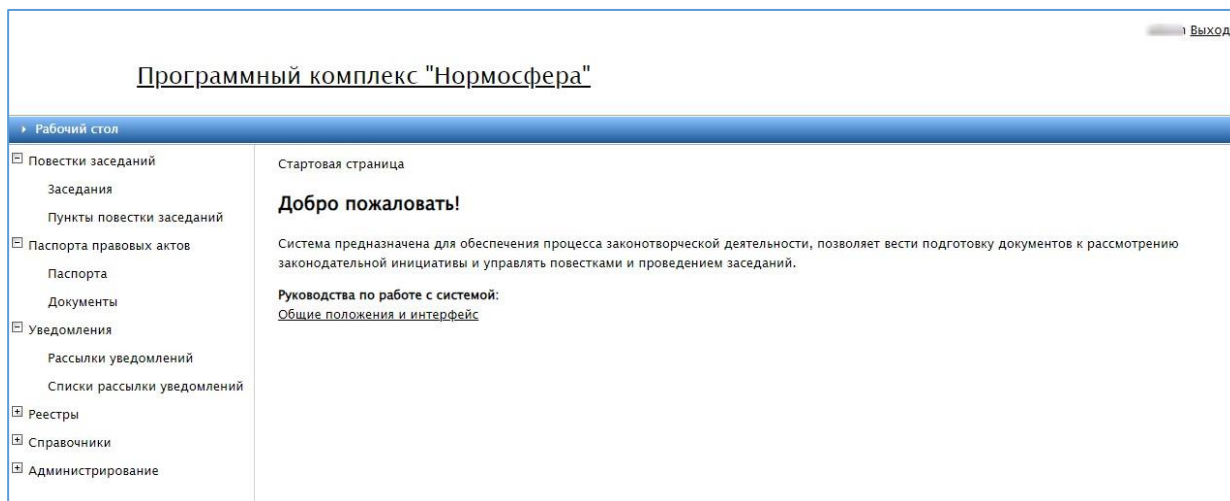 Выход
Программный комплекс "Нормосфера"
Рабочий стол
Повестки заседаний
Заседания
Пункты повестки заседаний
Паспорта правовых актов
Паспорта
Документы
Уведомления
Рассылки уведомлений
Списки рассылки уведомлений
Реестры
Справочники
Администрирование
Стартовая страница
Добро пожаловать!
Система предназначена для обеспечения процесса законотворческой деятельности, позволяет вести подготовку документов к рассмотрению
законодательной инициативы и управлять повестками и проведением заседаний.
Руководства по работе с системой:
Общие положения и интерфейс